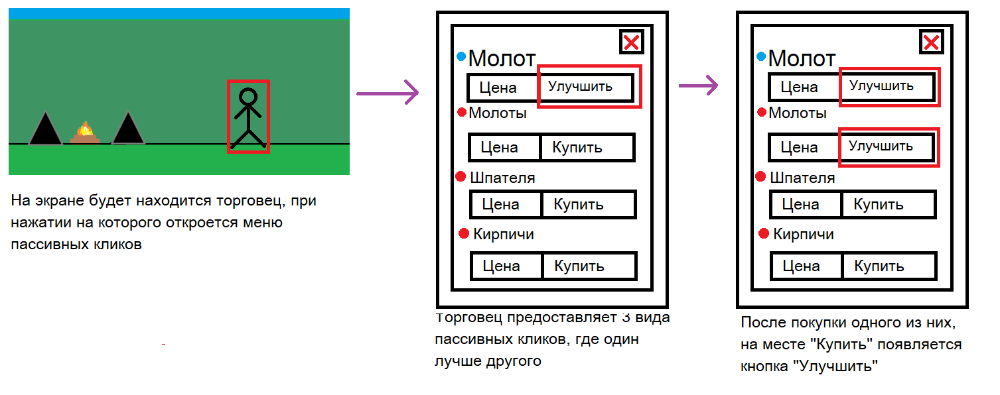 На экране будет находится торговец, при
нажатии на которого откроется меню
пассивных кликов
Молот
Цена Улучшить
Молоты
Цена Купить
Шпателя
Цена Купить
Кирпичи
Цена Купить
Торговец предоставляет 3 вида
пассивных кликов, где один
лучше другого
Молот
Цена Улучшить
Молоты
Цена Улучшить
Шпателя
Цена Купить
Кирпичи
Цена Купить
После покупки одного из них,
на месте "Купить" появляется
кнопка "Улучшить"